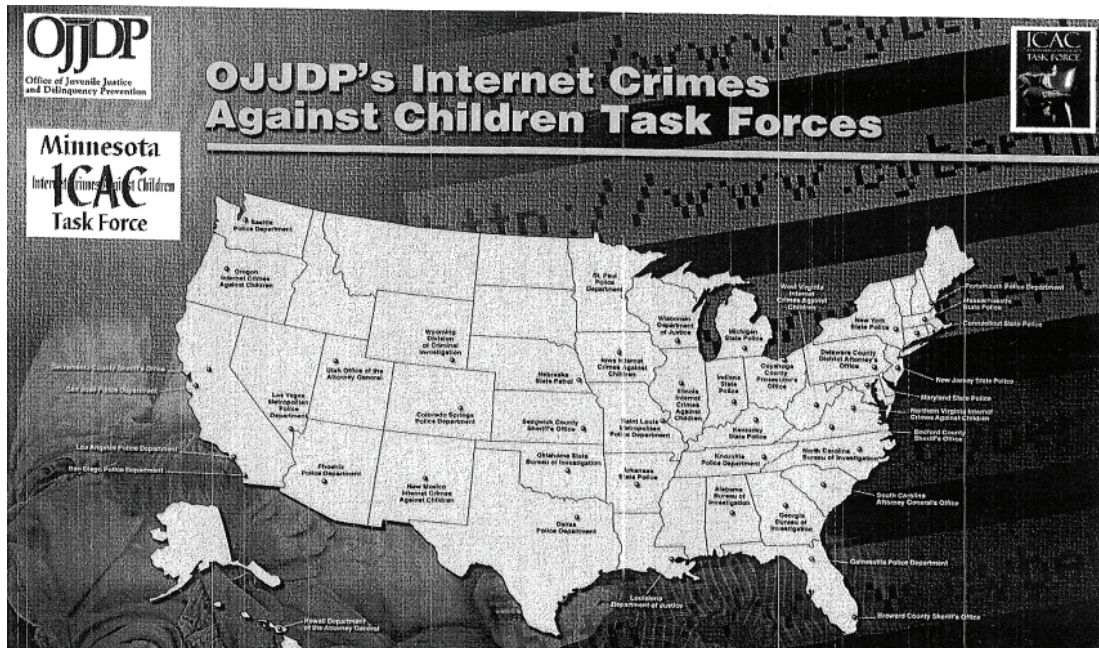 OJJDP
Office of Juvenile Justice
and Delinquency Prevention
ICAC
TASK FORCE
OJJDP's Internet Crimes
Against Children Task Forces
Minnesota
Internet Crimes Against Children
ICAC
Task Force
Seattle
Police Department
Oregon
Internet Crimes
Against Children
St. Paul
Police
Department
Wisconsin
Department
of Justice
Michigan
State Police
West Virginia
Internet
Crimes Against
Children
New York
State Police
Portsmouth Police Department
Massachusetts
State Police
Connecticut State Police
Wyoming
Division
of Criminal
Investigation
Utah Office of the
Attorney General
Nebraska
State Patrol
Iowa Internet
Crimes Against
Children
Illinois
Internet
Crimes
Against
Children
Indiana
State
Police
Cuyahoga
County
Prosecutor's
Office
Delaware County
District Attorney's
Office
New Jersey State Police
Maryland State Police
Northern Virginia Internet
Crimes Against Children
Bedford County
Sheriff's Office
Sacramento County Sheriff's Office
San Jose Police Department
Las Vegas
Metropolitan
Police
Department
Colorado Springs
Police Department
Sedgwick County
Sheriff's Office
Saint Louis
Metropolitan
Police Department
Kentucky
State Police
Los Angeles Police Department
San Diego Police Department
Phoenix
Police Department
New Mexico
Internet Crimes
Against Children
Oklahoma State
Bureau of Investigation
Arkansas
State Police
Knoxville
Police Department
North Carolina
Bureau of Investigation
South Carolina
Attorney General's Office
Dallas
Police Department
Alabama
Bureau of
Investigation
Georgia
Bureau of
Investigation
Gainesville Police Department
Louisiana
Department of Justice
Broward County Sheriff's Office
Hawaii Department
of the Attorney General